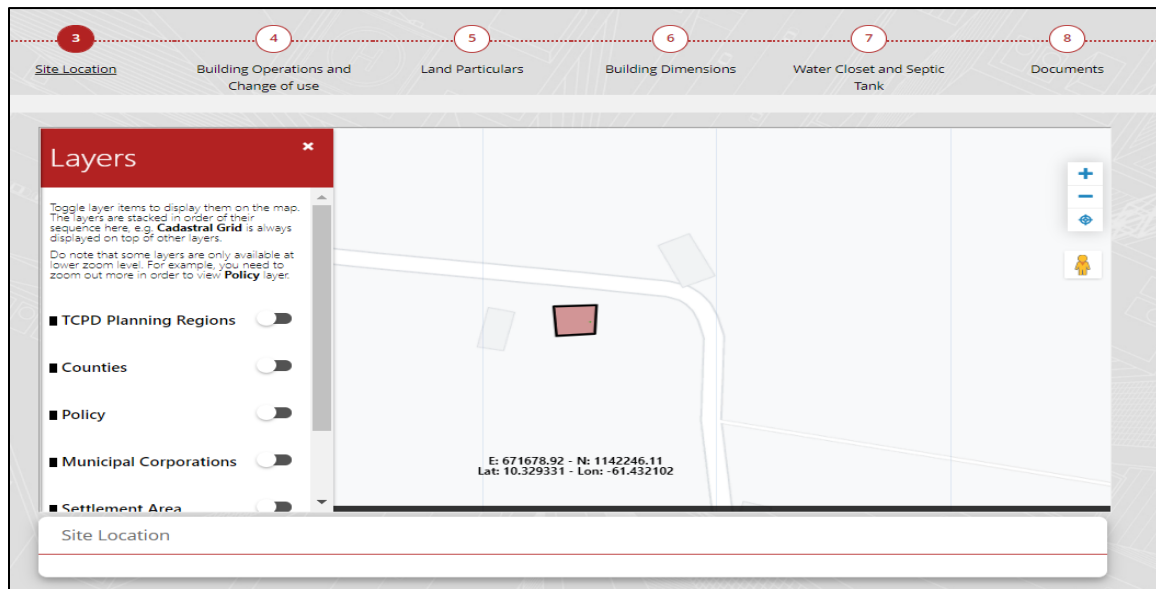 3
4
5
6
7
8
Site Location
Building Operations and
Change of use
Land Particulars
Building Dimensions
Water Closet and Septic
Tank
Documents
Layers
Toggle layer items to display them on the map.
The layers are stacked in order of their
sequence here, e.g. Cadastral Grid is always
displayed on top of other layers.
Do note that some layers are only available at
lower zoom level. For example, you need to
zoom out more in order to view Policy layer.
TCPD Planning Regions
Counties
Policy
Municipal Corporations
Settlement Area
E: 671678.92 - N: 1142246.11
Lat: 10.329331 - Lon: -61.432102
Site Location